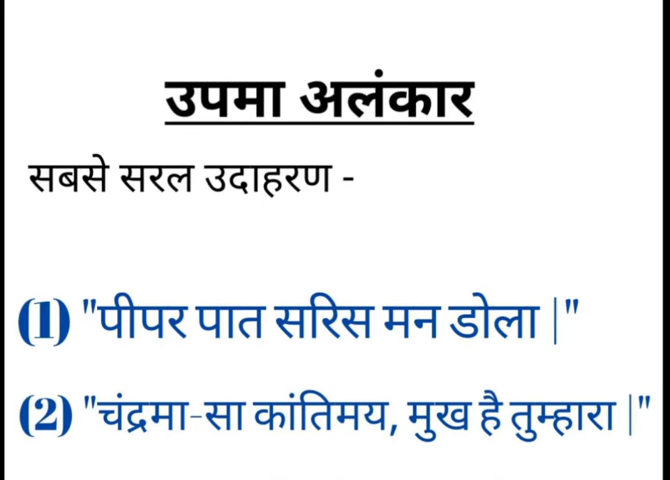 उपमा अलंकार
सबसे सरल उदाहरण -
(1) "पीपर पात सरिस मन डोला |"
(2) "चंद्रमा-सा कांतिमय, मुख है तुम्हारा |"